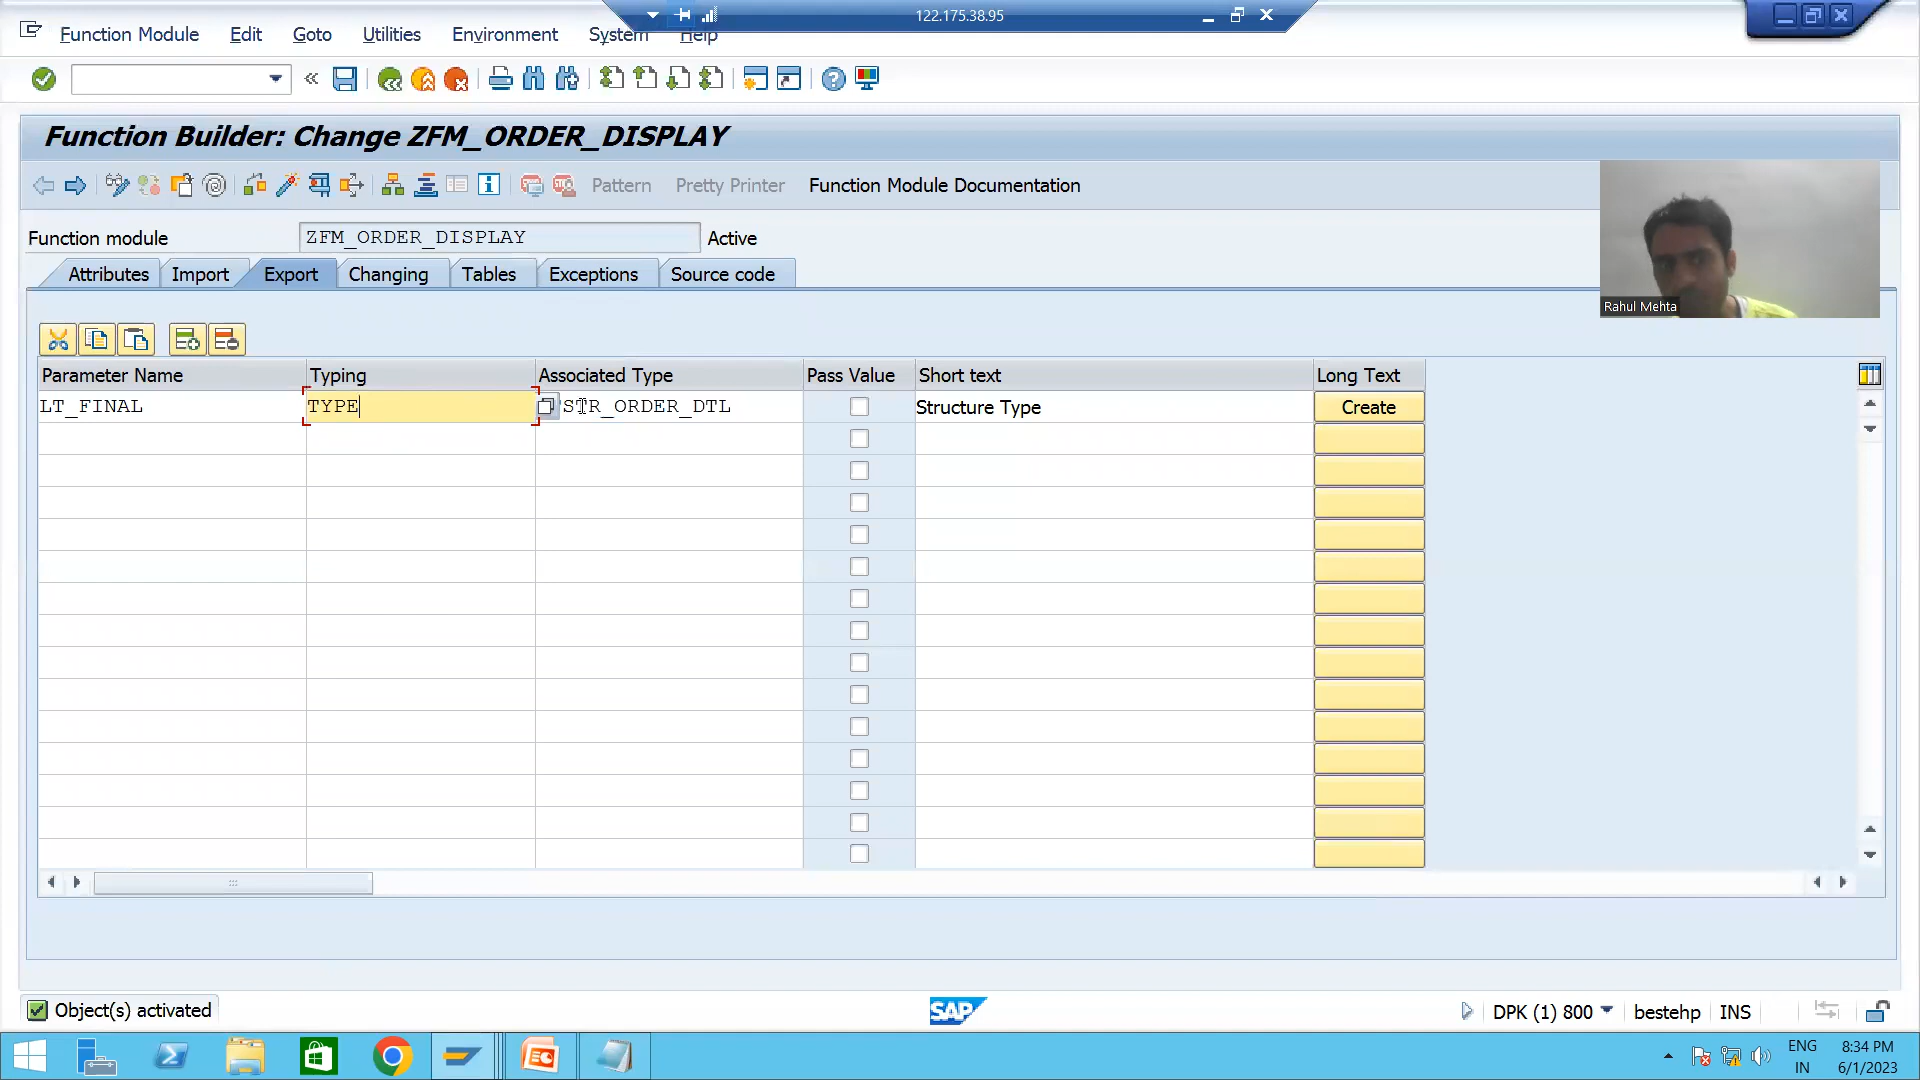 122.175.38.95
Function Module Edit Goto Utilities Environment System Help
Function Builder: Change ZFM_ORDER_DISPLAY
Pattern Pretty Printer Function Module Documentation
Function module ZFM_ORDER_DISPLAY Active
Attributes Import Export Changing Tables Exceptions Source code
Rahul Mehta
Parameter Name Typing Associated Type Pass Value Short text Long Text
LT_FINAL TYPE STR_ORDER_DTL Structure Type Create
Object(s) activated SAP DPK (1) 800 bestehp INS
ENG 8:34 PM
IN 6/1/2023